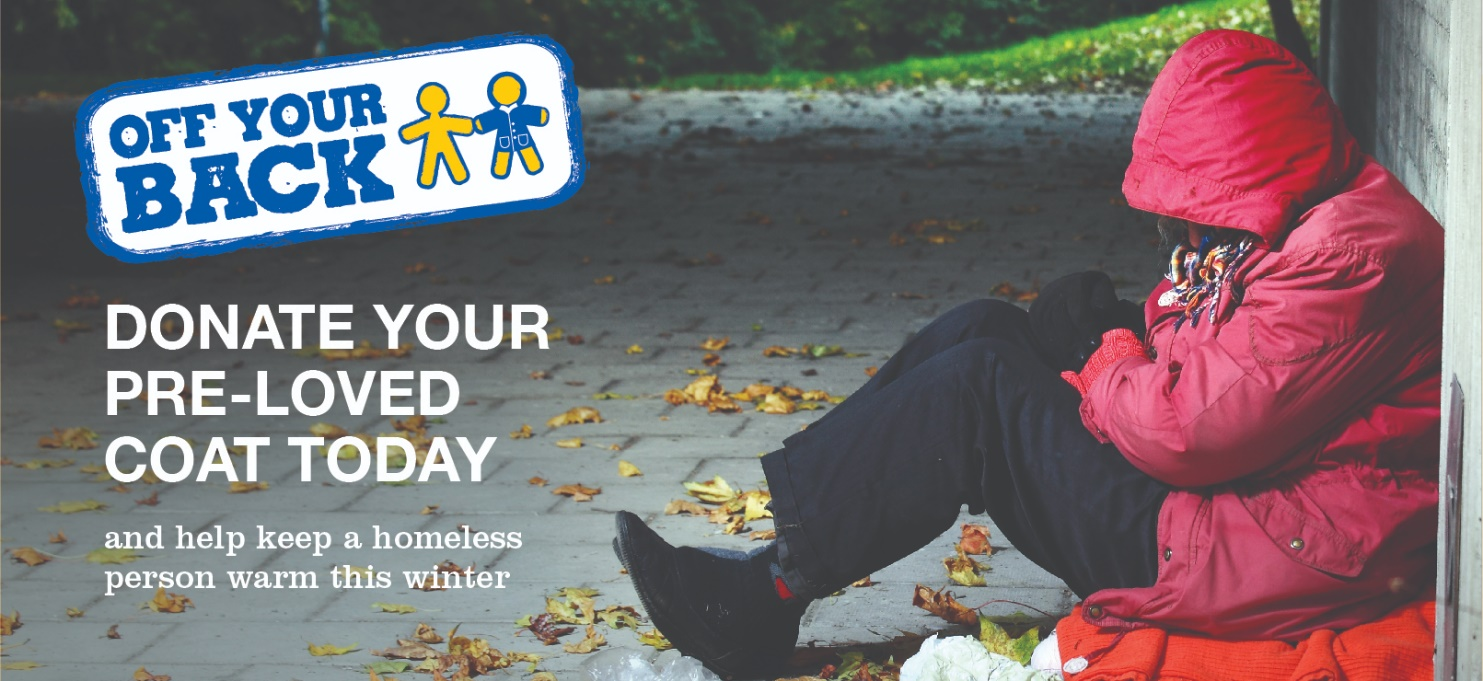 OFF YOUR
BACK
DONATE YOUR
PRE-LOVED
COAT TODAY
and help keep a homeless
person warm this winter